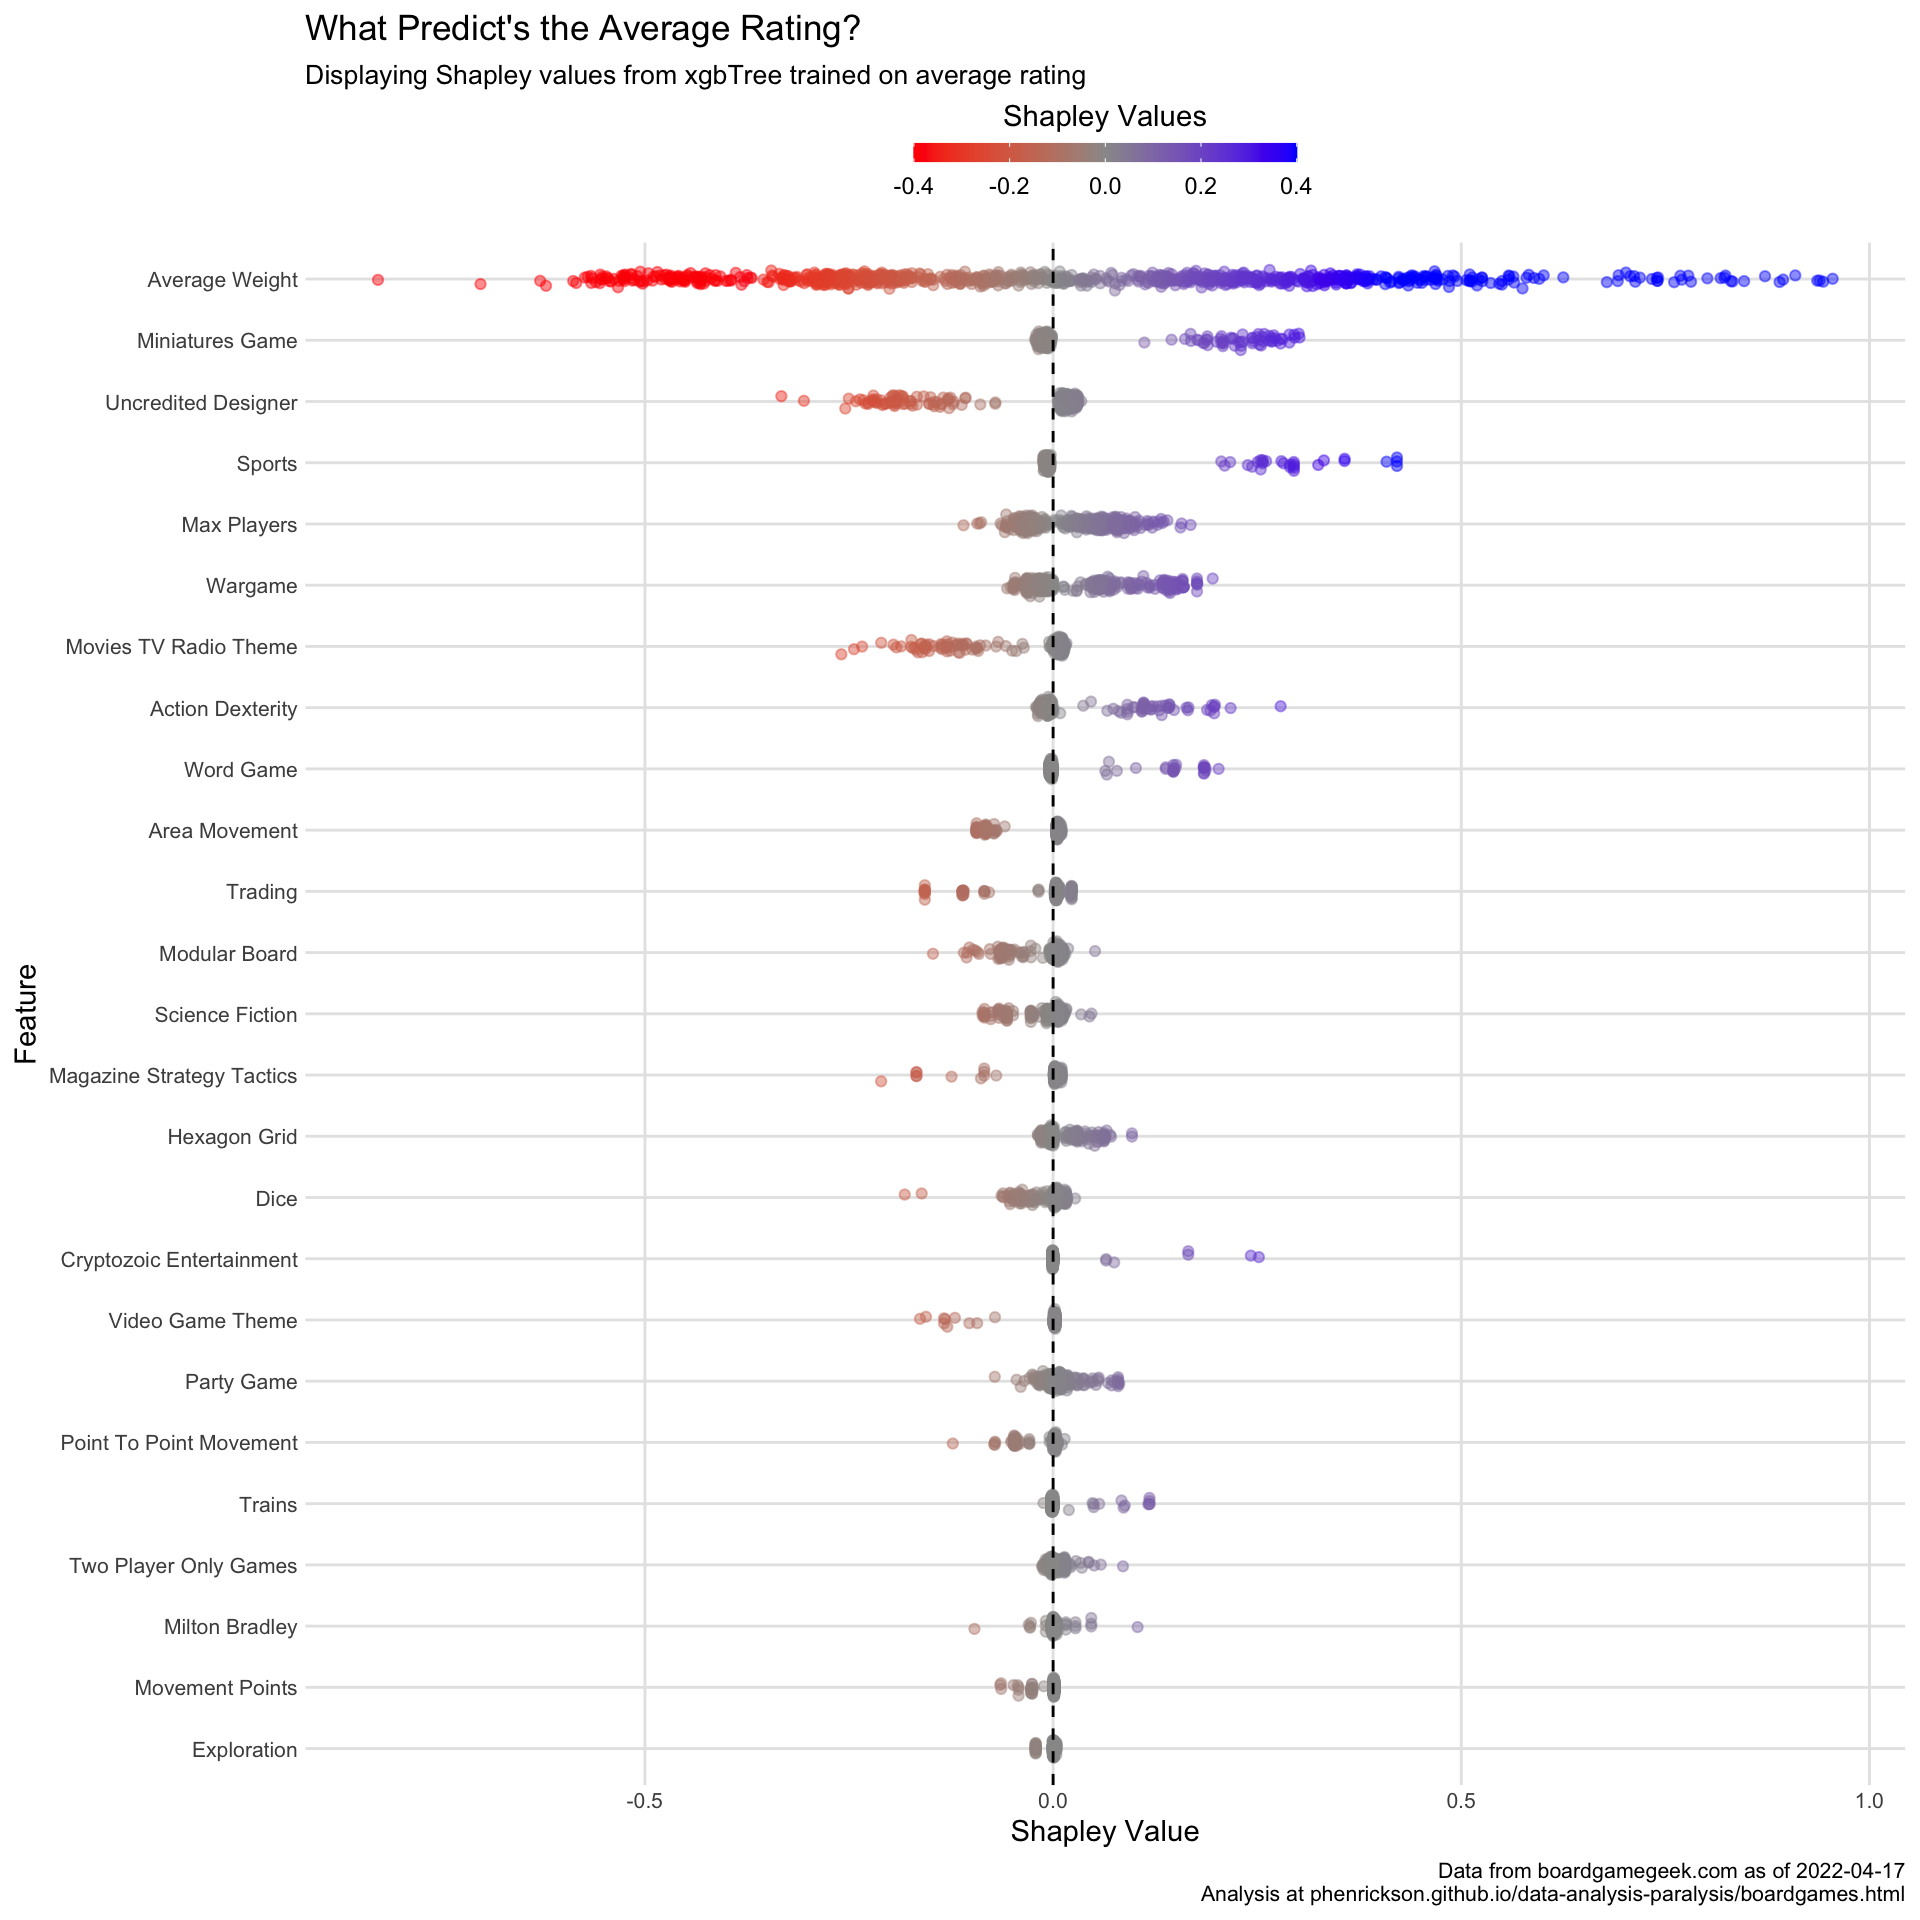 What Predict's the Average Rating?
Displaying Shapley values from xgbTree trained on average rating
Shapley Values
-0.4 -0.2 0.0 0.2 0.4
Average Weight
Miniatures Game
Uncredited Designer
Sports
Max Players
Wargame
Movies TV Radio Theme
Action Dexterity
Word Game
Area Movement
Trading
Modular Board
Science Fiction
Magazine Strategy Tactics
Hexagon Grid
Dice
Cryptozoic Entertainment
Video Game Theme
Party Game
Point To Point Movement
Trains
Two Player Only Games
Milton Bradley
Movement Points
Exploration
Feature
-0.5 0.0 0.5 1.0
Shapley Value
Data from boardgamegeek.com as of 2022-04-17
Analysis at phenrickson.github.io/data-analysis-paralysis/boardgames.html